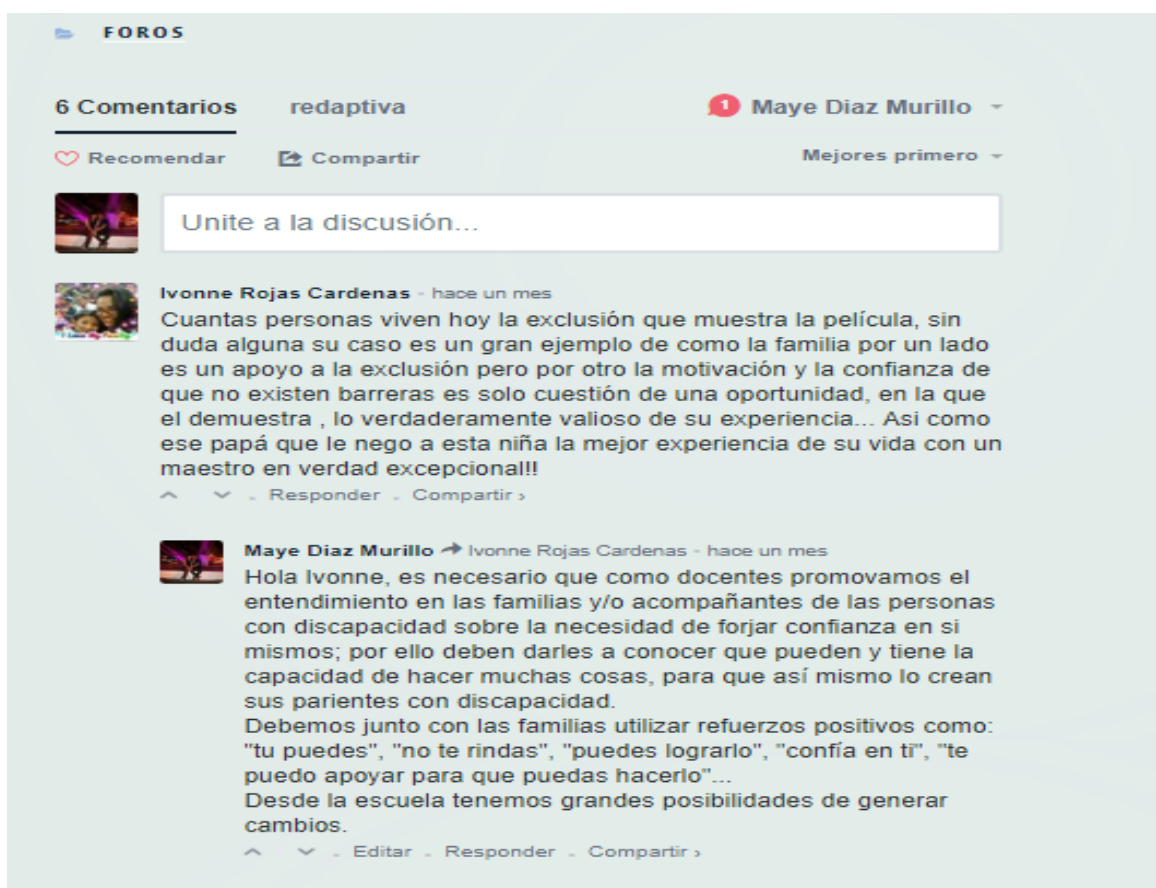 FOROS
6 Comentarios redaptiva 1 Maye Diaz Murillo
Recomendar Compartir Mejores primero
Unite a la discusión...
Ivonne Rojas Cardenas - hace un mes
Cuantas personas viven hoy la exclusión que muestra la película, sin
duda alguna su caso es un gran ejemplo de como la familia por un lado
es un apoyo a la exclusión pero por otro la motivación y la confianza de
que no existen barreras es solo cuestión de una oportunidad, en la que
el demuestra , lo verdaderamente valioso de su experiencia... Asi como
ese papá que le nego a esta niña la mejor experiencia de su vida con un
maestro en verdad excepcional!!
Responder Compartir ›
Maye Diaz Murillo Ivonne Rojas Cardenas - hace un mes
Hola Ivonne, es necesario que como docentes promovamos el
entendimiento en las familias y/o acompañantes de las personas
con discapacidad sobre la necesidad de forjar confianza en si
mismos; por ello deben darles a conocer que pueden y tiene la
capacidad de hacer muchas cosas, para que así mismo lo crean
sus parientes con discapacidad.
Debemos junto con las familias utilizar refuerzos positivos como:
"tu puedes", "no te rindas", "puedes lograrlo", "confía en ti", "te
puedo apoyar para que puedas hacerlo"...
Desde la escuela tenemos grandes posibilidades de generar
cambios.
Editar Responder Compartir ›